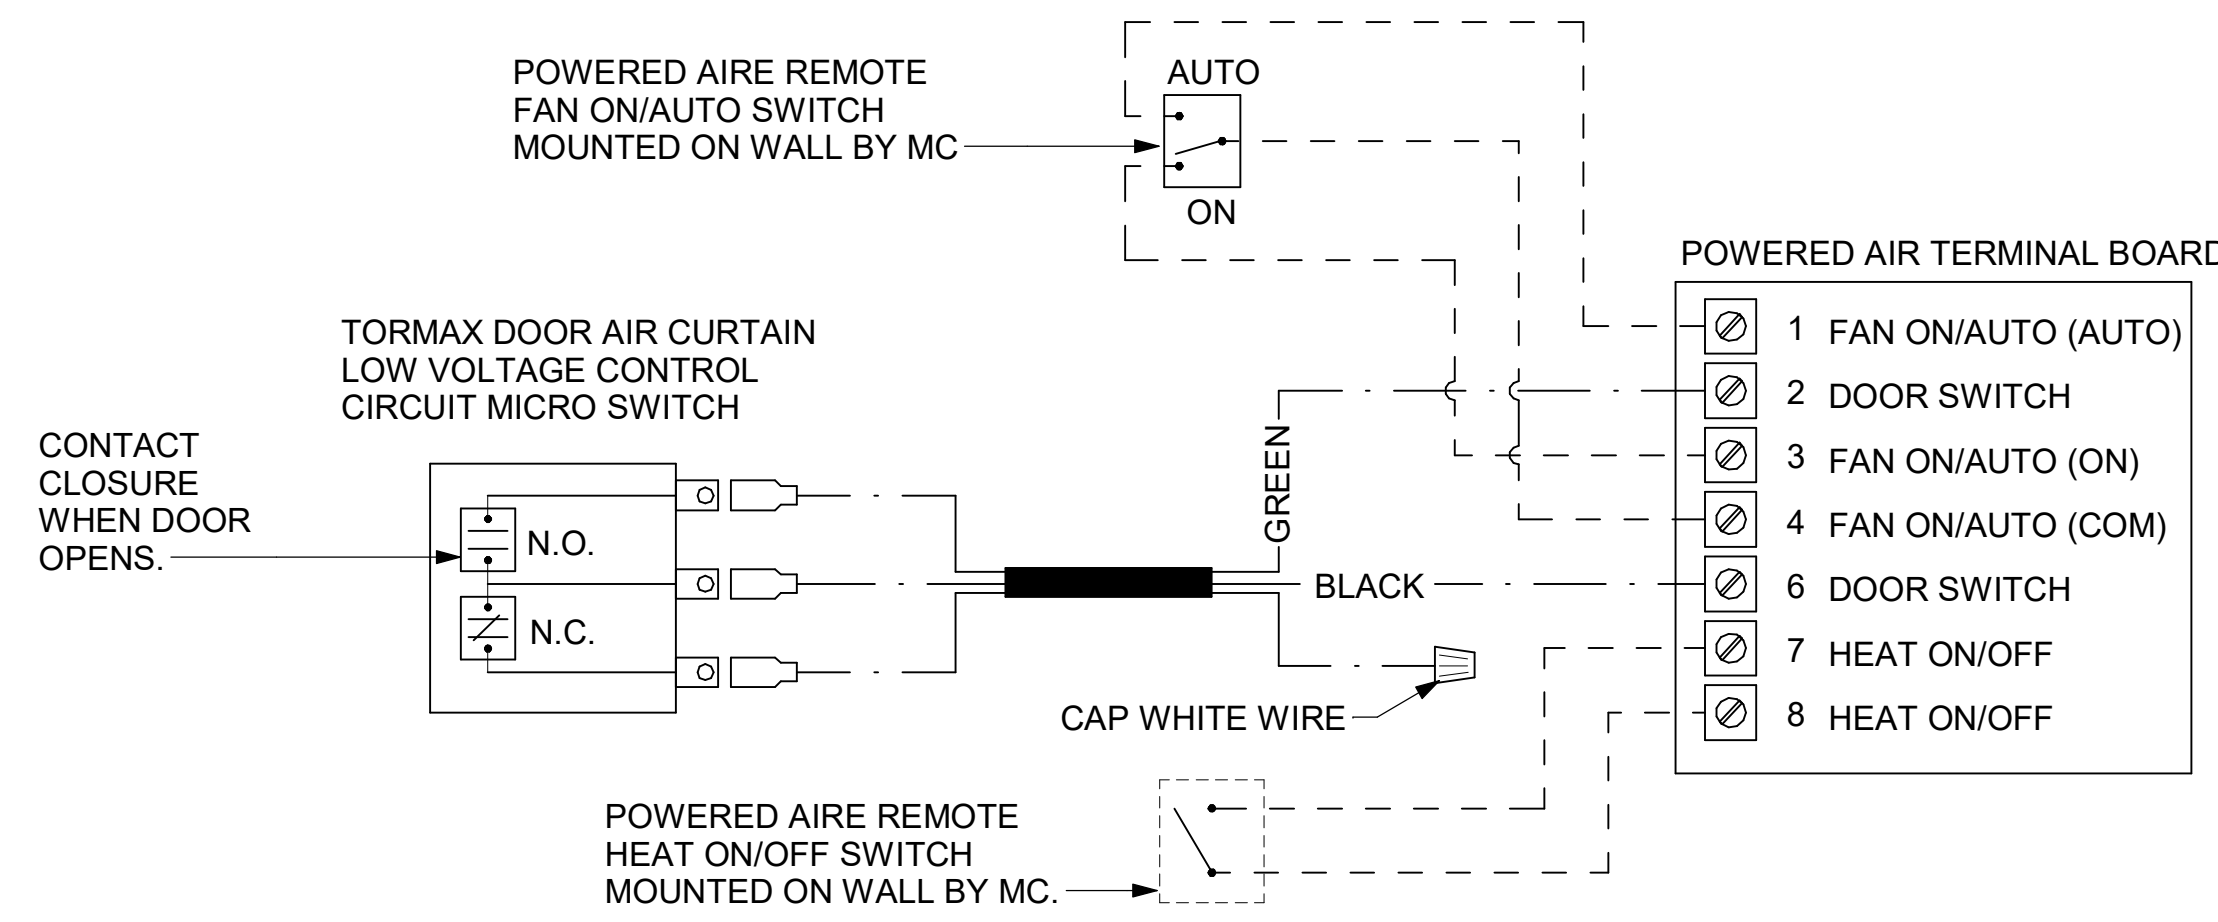 POWERED AIRE REMOTE
FAN ON/AUTO SWITCH
MOUNTED ON WALL BY MC
AUTO
ON
POWERED AIR TERMINAL BOARD
1 FAN ON/AUTO (AUTO)
2 DOOR SWITCH
3 FAN ON/AUTO (ON)
4 FAN ON/AUTO (COM)
6 DOOR SWITCH
7 HEAT ON/OFF
8 HEAT ON/OFF
TORMAX DOOR AIR CURTAIN
LOW VOLTAGE CONTROL
CIRCUIT MICRO SWITCH
CONTACT
CLOSURE
WHEN DOOR
OPENS.
N.O.
N.C.
GREEN
BLACK
CAP WHITE WIRE
POWERED AIRE REMOTE
HEAT ON/OFF SWITCH
MOUNTED ON WALL BY MC.